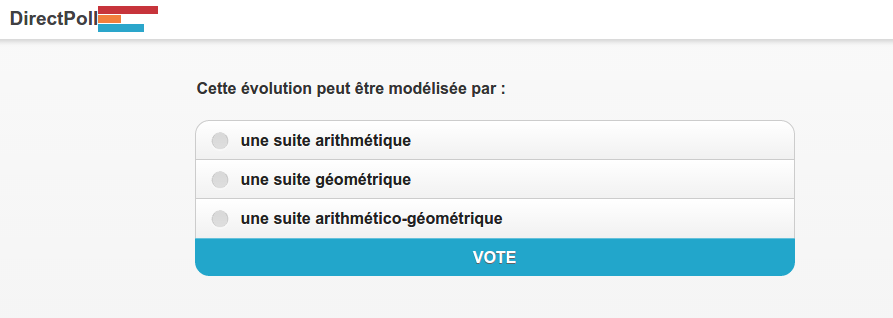 DirectPoll
Cette évolution peut être modélisée par :
une suite arithmétique
une suite géométrique
une suite arithmético-géométrique
VOTE